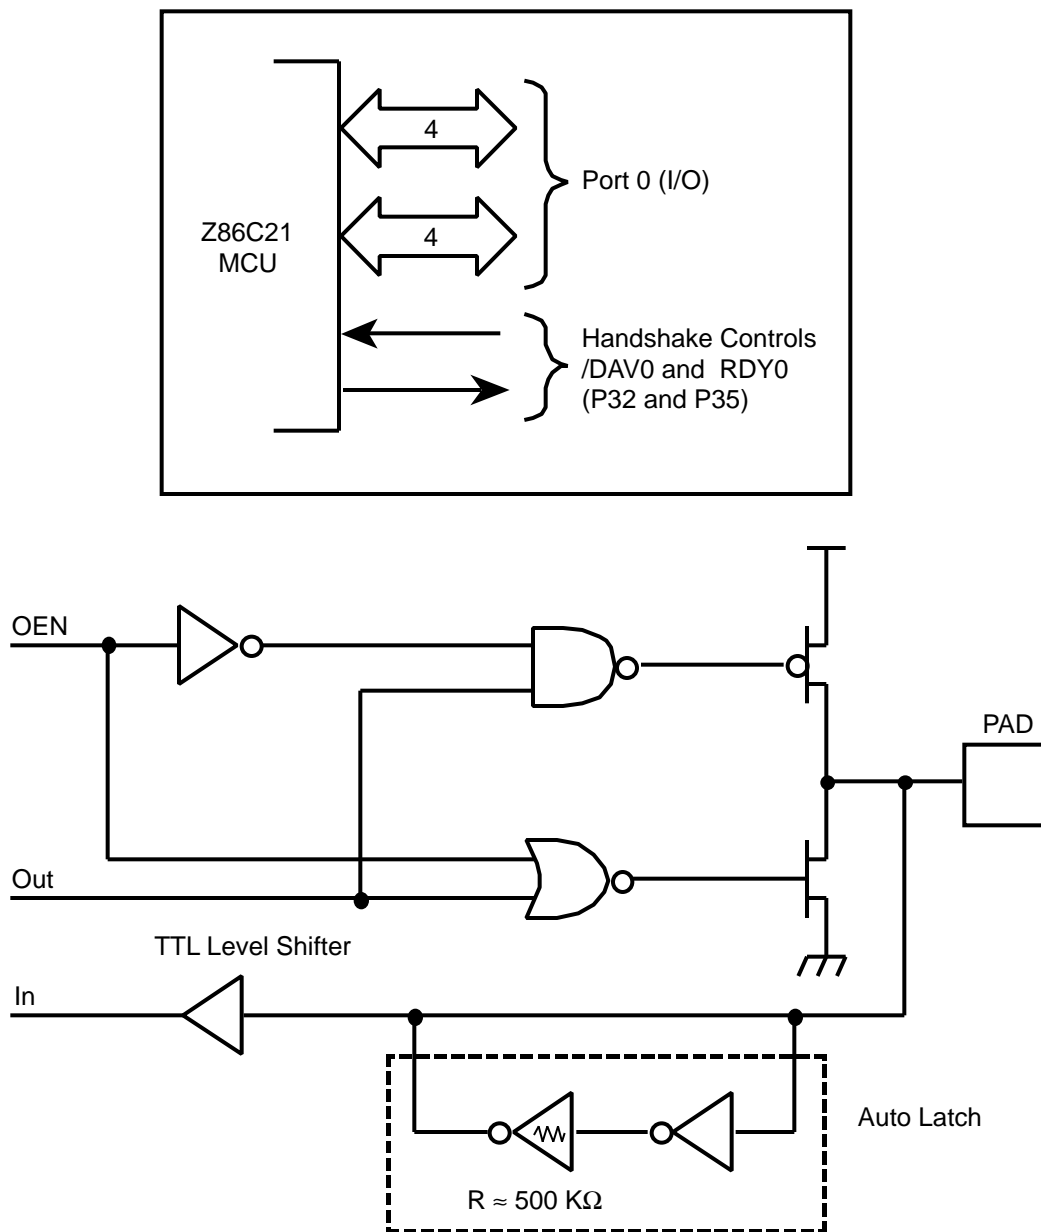 4
Port 0 (I/O)
Z86C21
MCU
4
Handshake Controls
/DAV0 and RDY0
(P32 and P35)
OEN
PAD
Out
TTL Level Shifter
In
Auto Latch
R ≈ 500 KΩ